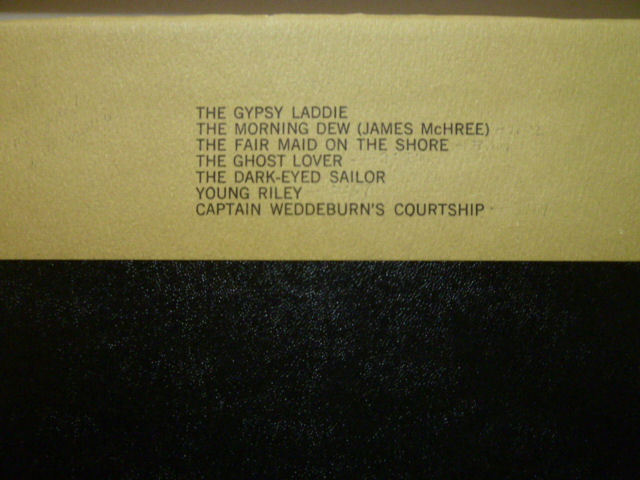 THE GYPSY LADDIE
THE MORNING DEW (JAMES McHREE)
THE FAIR MAID ON THE SHORE
THE GHOST LOVER
THE DARK-EYED SAILOR
YOUNG RILEY
CAPTAIN WEDDEBURN'S COURTSHIP